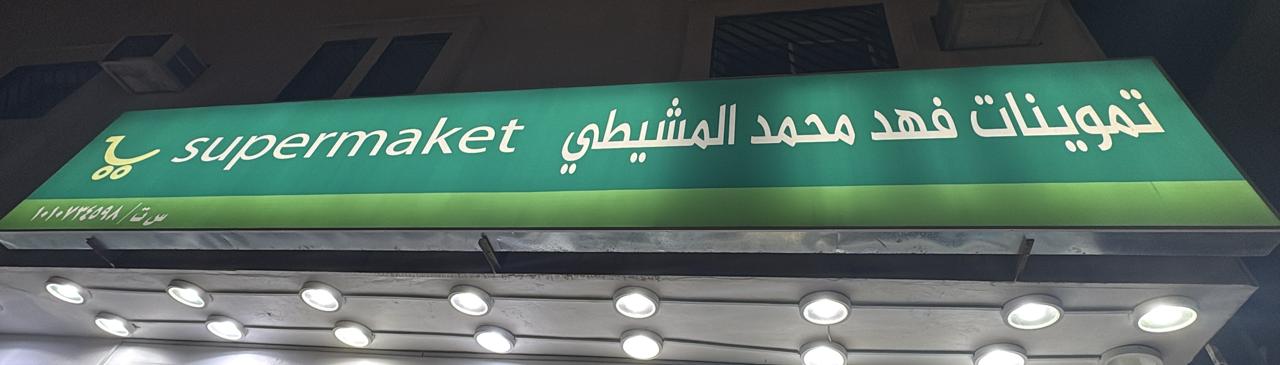 تموينات فهد محمد المشيطي
supermaket
س ت/ ١٠١٠٧٣٤٥٩٨